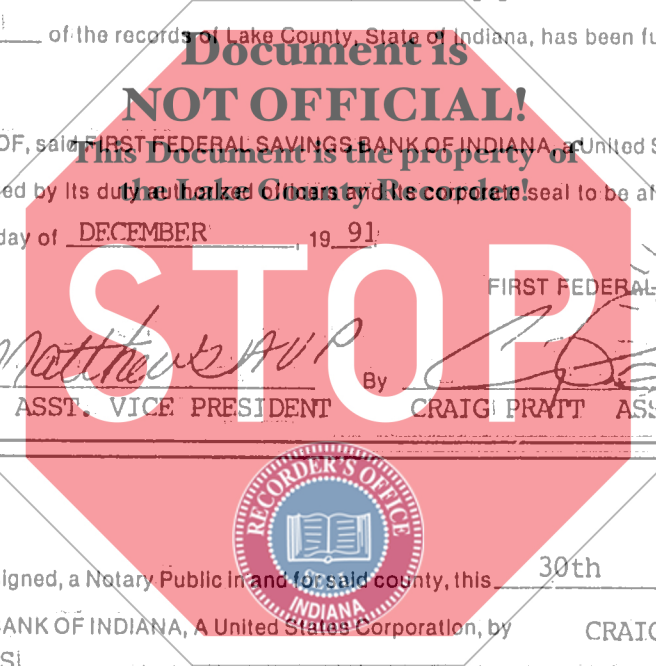 of the records of Lake County, State of Indiana, has been fu
Document is
NOT OFFICIAL!
OF, said FIRST FEDERAL SAVINGS BANK OF INDIANA, a United S
This Document is the property of
ed by its duly authorized officers and its corporate seal to be af
the Lake County Recorder!
day of DECEMBER, 19 91
STOP
FIRST FEDERAL
Matthews AVP
By
ASST. VICE PRESIDENT CRAIG PRATT ASS
RECORDER'S OFFICE
signed, a Notary Public in and for said county, this 30th
INDIANA
BANK OF INDIANA, A United States Corporation, by CRAIG